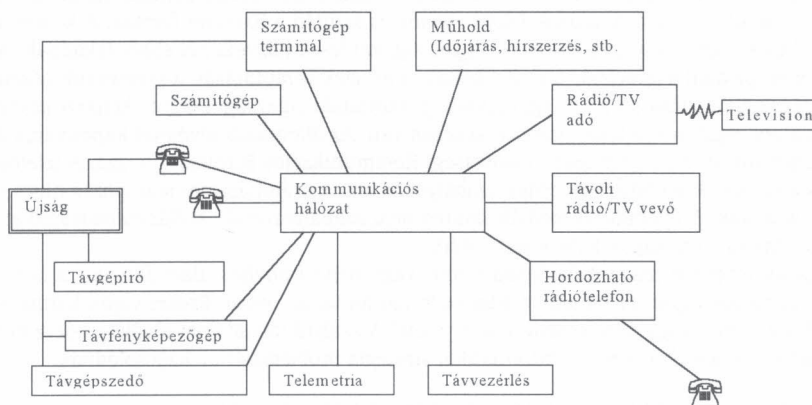 Számítógép
terminál
Műhold
(Időjárás, hírszerzés, stb.
Számítógép
Rádió/TV
adó
Television
Újság
Kommunikációs
hálózat
Távoli
rádió/TV vevő
Távgépíró
Hordozható
rádiótelefon
Távfényképezőgép
Távgépszedő
Telemetria
Távvezérlés